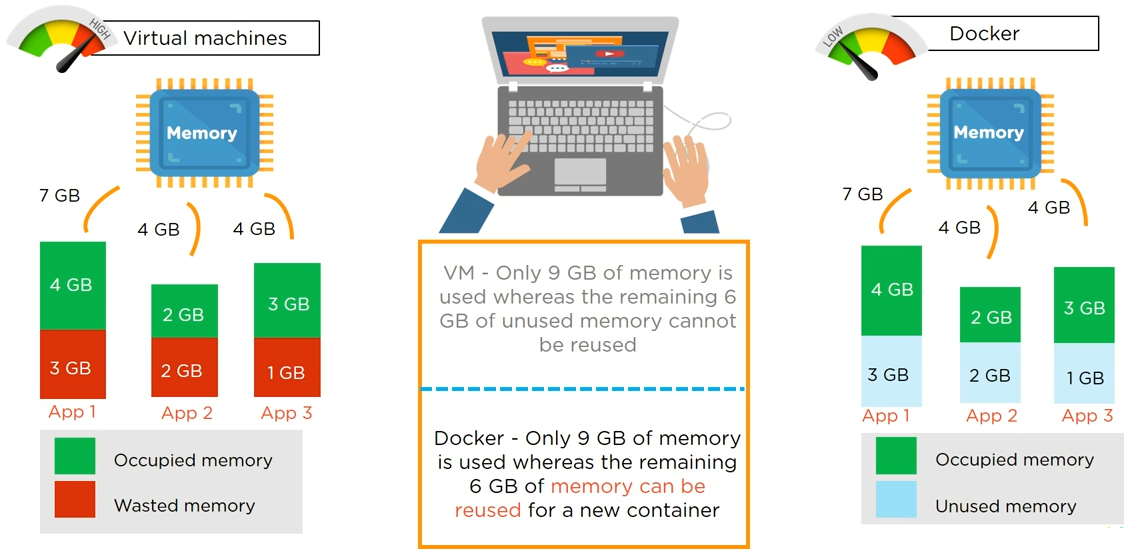 HIGH
Virtual machines
Memory
7 GB
4 GB
4 GB
4 GB
3 GB
App 1
2 GB
2 GB
App 2
3 GB
1 GB
App 3
Occupied memory
Wasted memory
VM - Only 9 GB of memory is
used whereas the remaining 6
GB of unused memory cannot
be reused
Docker - Only 9 GB of memory
is used whereas the remaining
6 GB of memory can be
reused for a new container
LOW
Docker
Memory
7 GB
4 GB
4 GB
4 GB
3 GB
App 1
2 GB
2 GB
App 2
3 GB
1 GB
App 3
Occupied memory
Unused memory